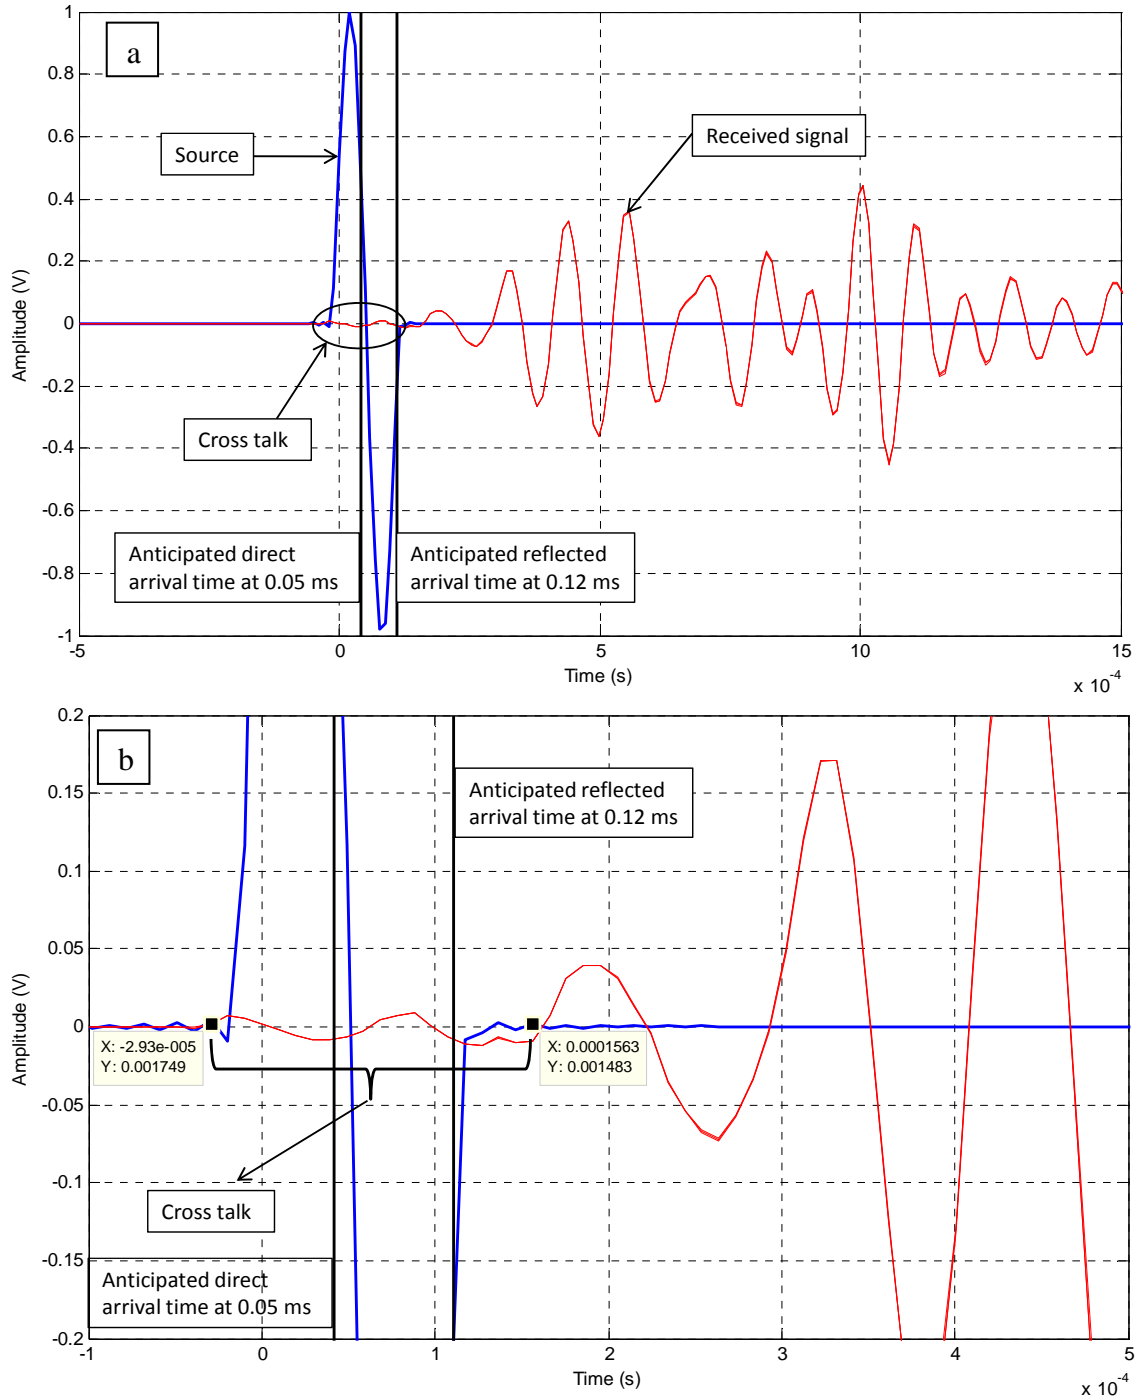 a
1
0.8
0.6
0.4
0.2
0
-0.2
-0.4
-0.6
-0.8
-1
Amplitude (V)
Source
Received signal
Cross talk
Anticipated direct
arrival time at 0.05 ms
Anticipated reflected
arrival time at 0.12 ms
-5 0 5 10 15
Time (s)
x 10-4
b
0.2
0.15
0.1
0.05
0
-0.05
-0.1
-0.15
-0.2
Amplitude (V)
Anticipated reflected
arrival time at 0.12 ms
X: -2.93e-005
Y: 0.001749
X: 0.0001563
Y: 0.001483
Cross talk
Anticipated direct
arrival time at 0.05 ms
-1 0 1 2 3 4 5
Time (s)
x 10-4